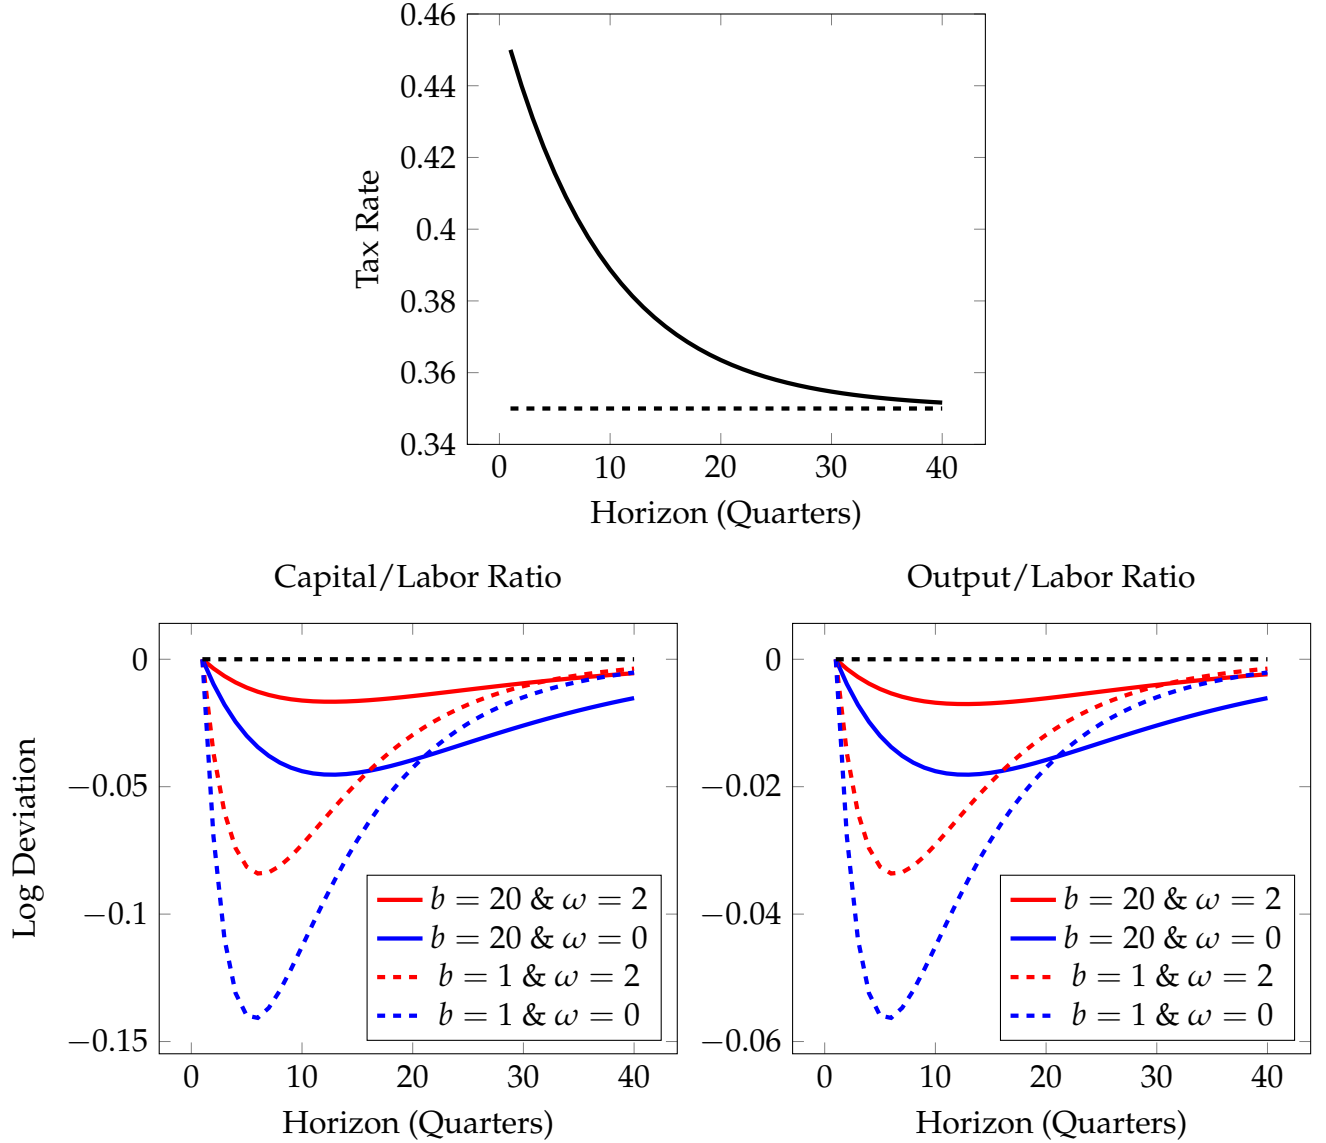 0.46
0.44
0.42
0.4
0.38
0.36
0.34
Tax Rate
0 10 20 30 40
Horizon (Quarters)
Capital/Labor Ratio
0
−0.05
−0.1
−0.15
Log Deviation
b = 20 & ω = 2
b = 20 & ω = 0
b = 1 & ω = 2
b = 1 & ω = 0
0 10 20 30 40
Horizon (Quarters)
Output/Labor Ratio
0
−0.02
−0.04
−0.06
b = 20 & ω = 2
b = 20 & ω = 0
b = 1 & ω = 2
b = 1 & ω = 0
0 10 20 30 40
Horizon (Quarters)